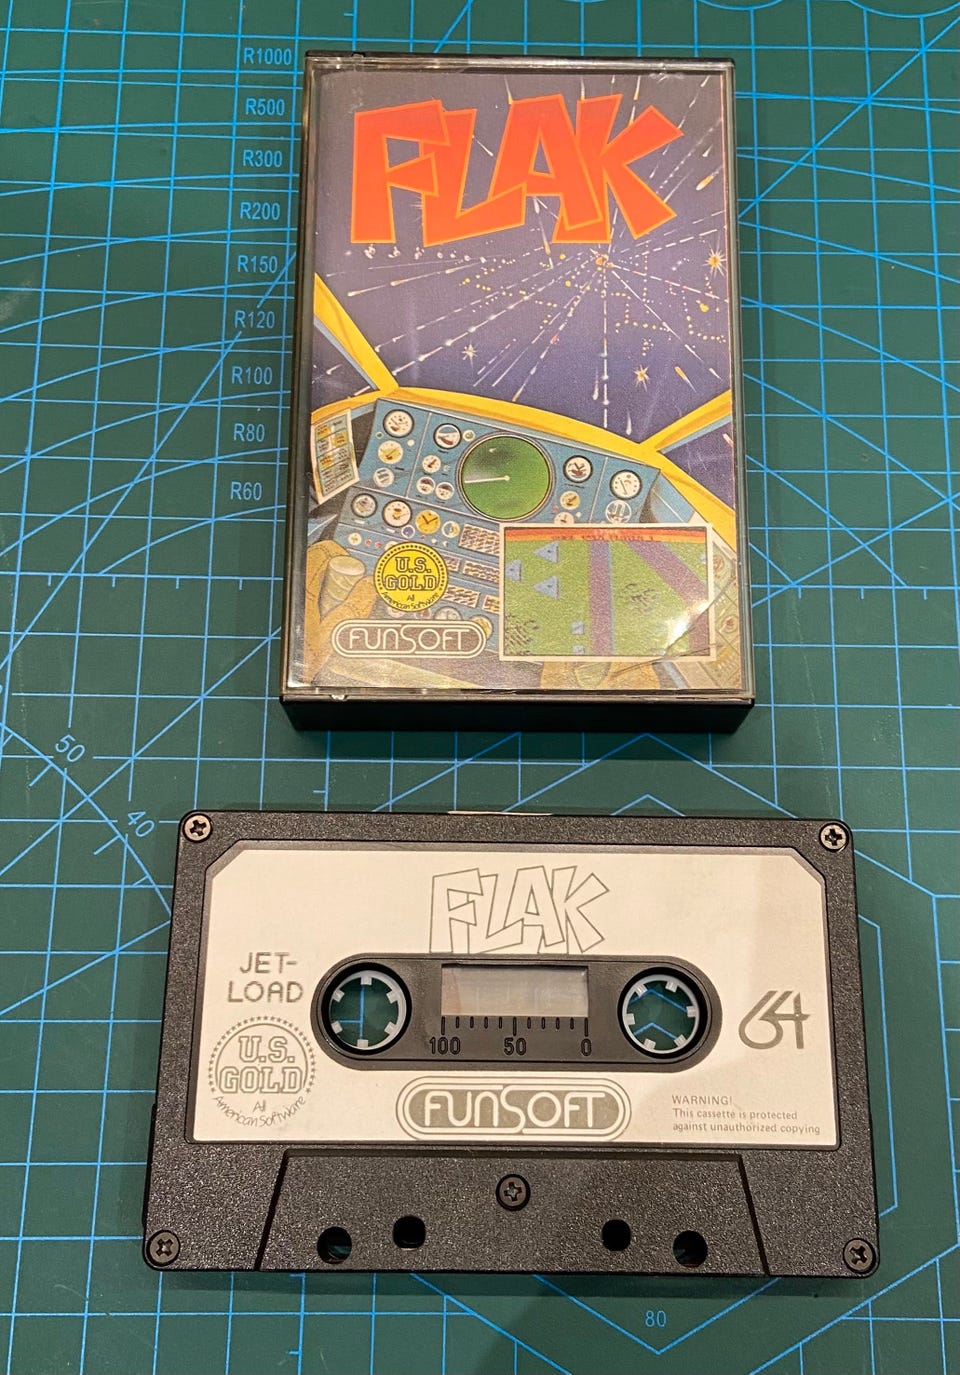 R1000
R500
R300
R200
R150
R120
R100
R80
R60
FLAK
U.S.
GOLD
All
American Software
FUNSOFT
50
40
FLAK
JET-
LOAD
U.S.
GOLD
All
American Software
100 50 0
64
FUNSOFT
WARNING!
This cassette is protected
against unauthorized copying
80